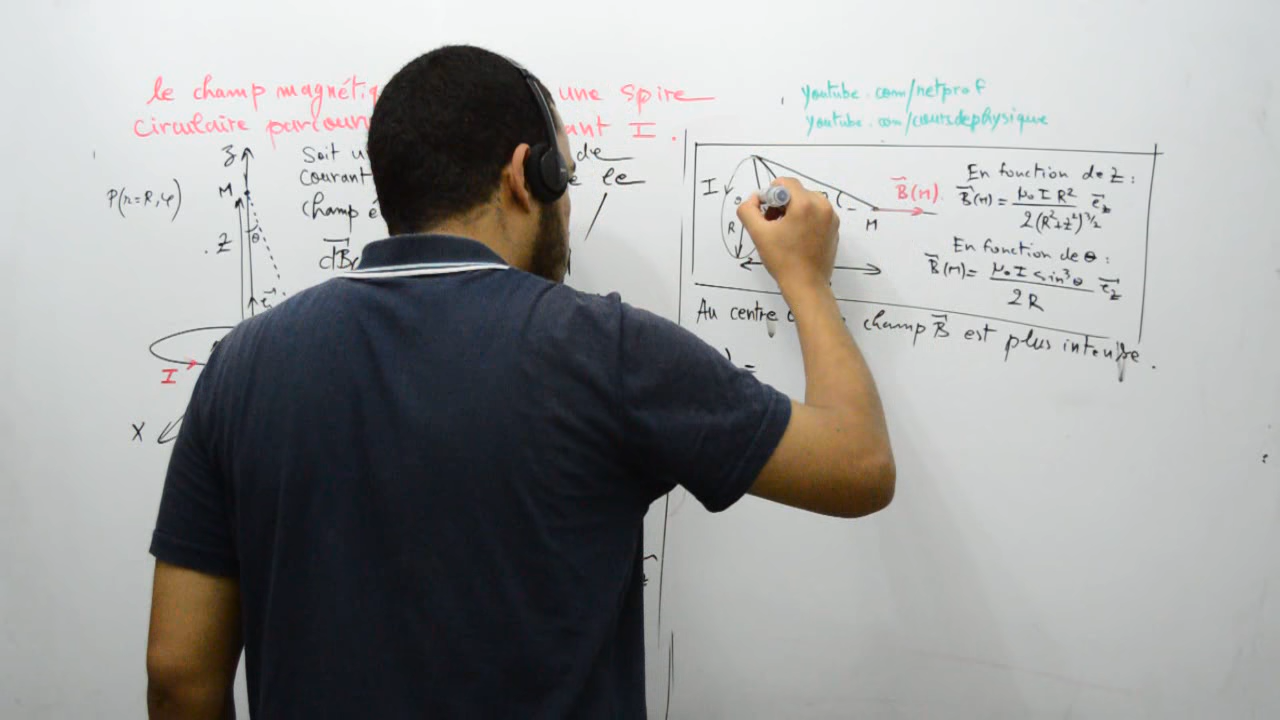 le champ magnéti une spire
circulaire parcour ant I.
youtube.com/netprof
youtube.com/coursdephysique
Z
M
P(r=R,φ)
Z
θ
I
X
Soit u de
courant le
champ é
dB
I
R
M
B(M).
En fonction de Z :
B(M) = μ₀ I R² / 2(R²+z²)^3/2 e_z
En fonction de θ :
B(M) = μ₀ I sin³θ / 2R e_z
Au centre champ B est plus intense.
=